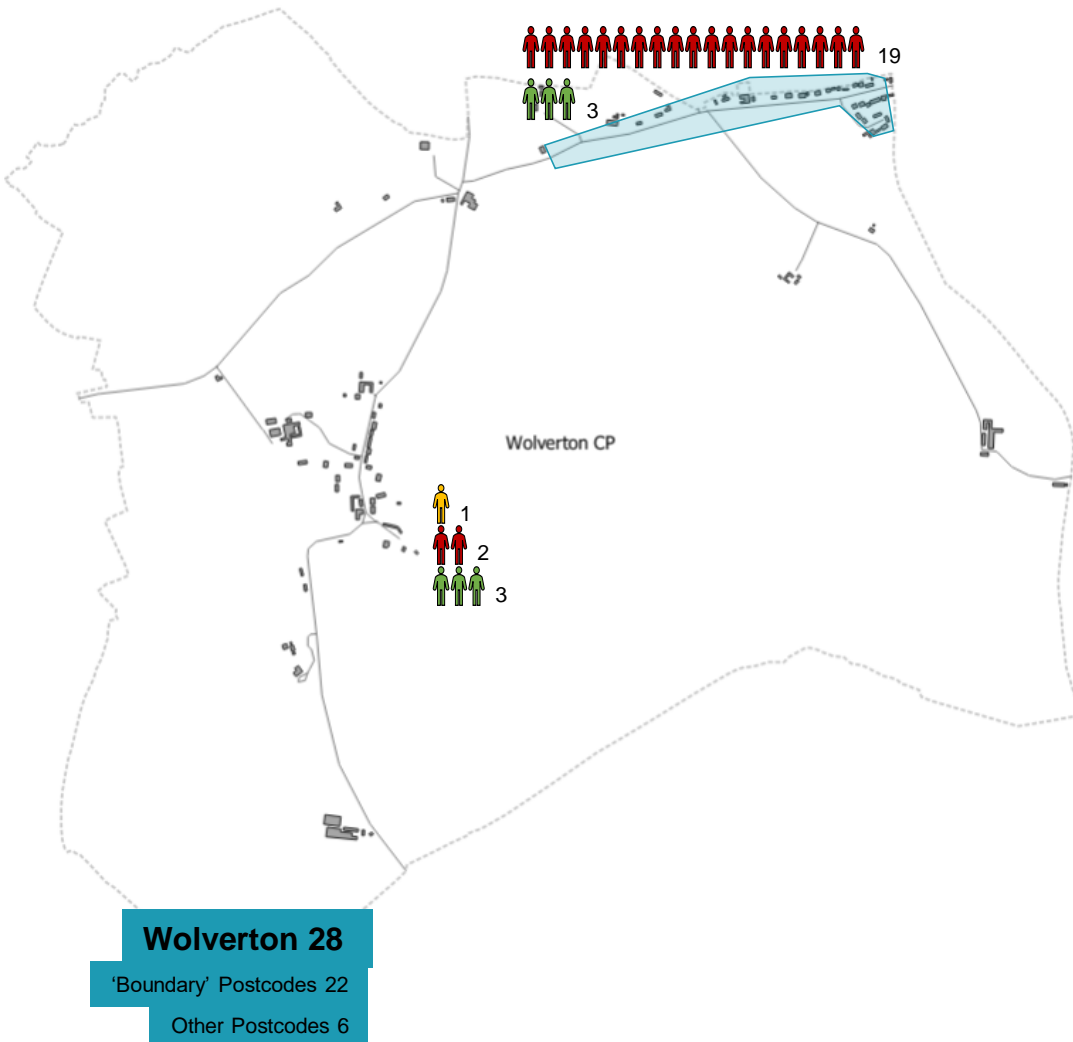 19
3
Wolverton CP
1
2
3
Wolverton 28
‘Boundary’ Postcodes 22
Other Postcodes 6